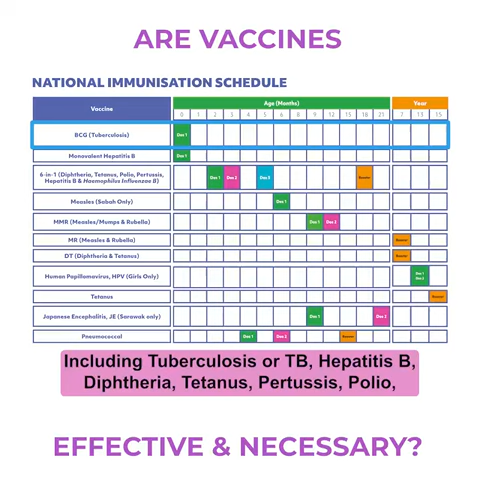 ARE VACCINES
NATIONAL IMMUNISATION SCHEDULE
Vaccine
Age (Months)
Year
0 1 2 3 4 5 6 7 8 9 12 15 18 21 7 13 15
BCG (Tuberculosis)
Dos 1
Monovalent Hepatitis B
Dos 1
6-in-1 (Diphtheria, Tetanus, Polio, Pertussis,
Hepatitis B & Haemophilus Influenzae B)
Dos 1 Dos 2 Dos 3 Booster
Measles (Sabah Only)
Dos 1
MMR (Measles/Mumps & Rubella)
Dos 1 Dos 2
MR (Measles & Rubella)
Booster
DT (Diphtheria & Tetanus)
Booster
Human Papillomavirus, HPV (Girls Only)
Dos 1
Dos 2
Tetanus
Booster
Japanese Encephalitis, JE (Sarawak only)
Dos 1 Dos 2
Pneumococcal
Dos 1 Dos 2 Booster
Including Tuberculosis or TB, Hepatitis B,
Diphtheria, Tetanus, Pertussis, Polio,
EFFECTIVE & NECESSARY?